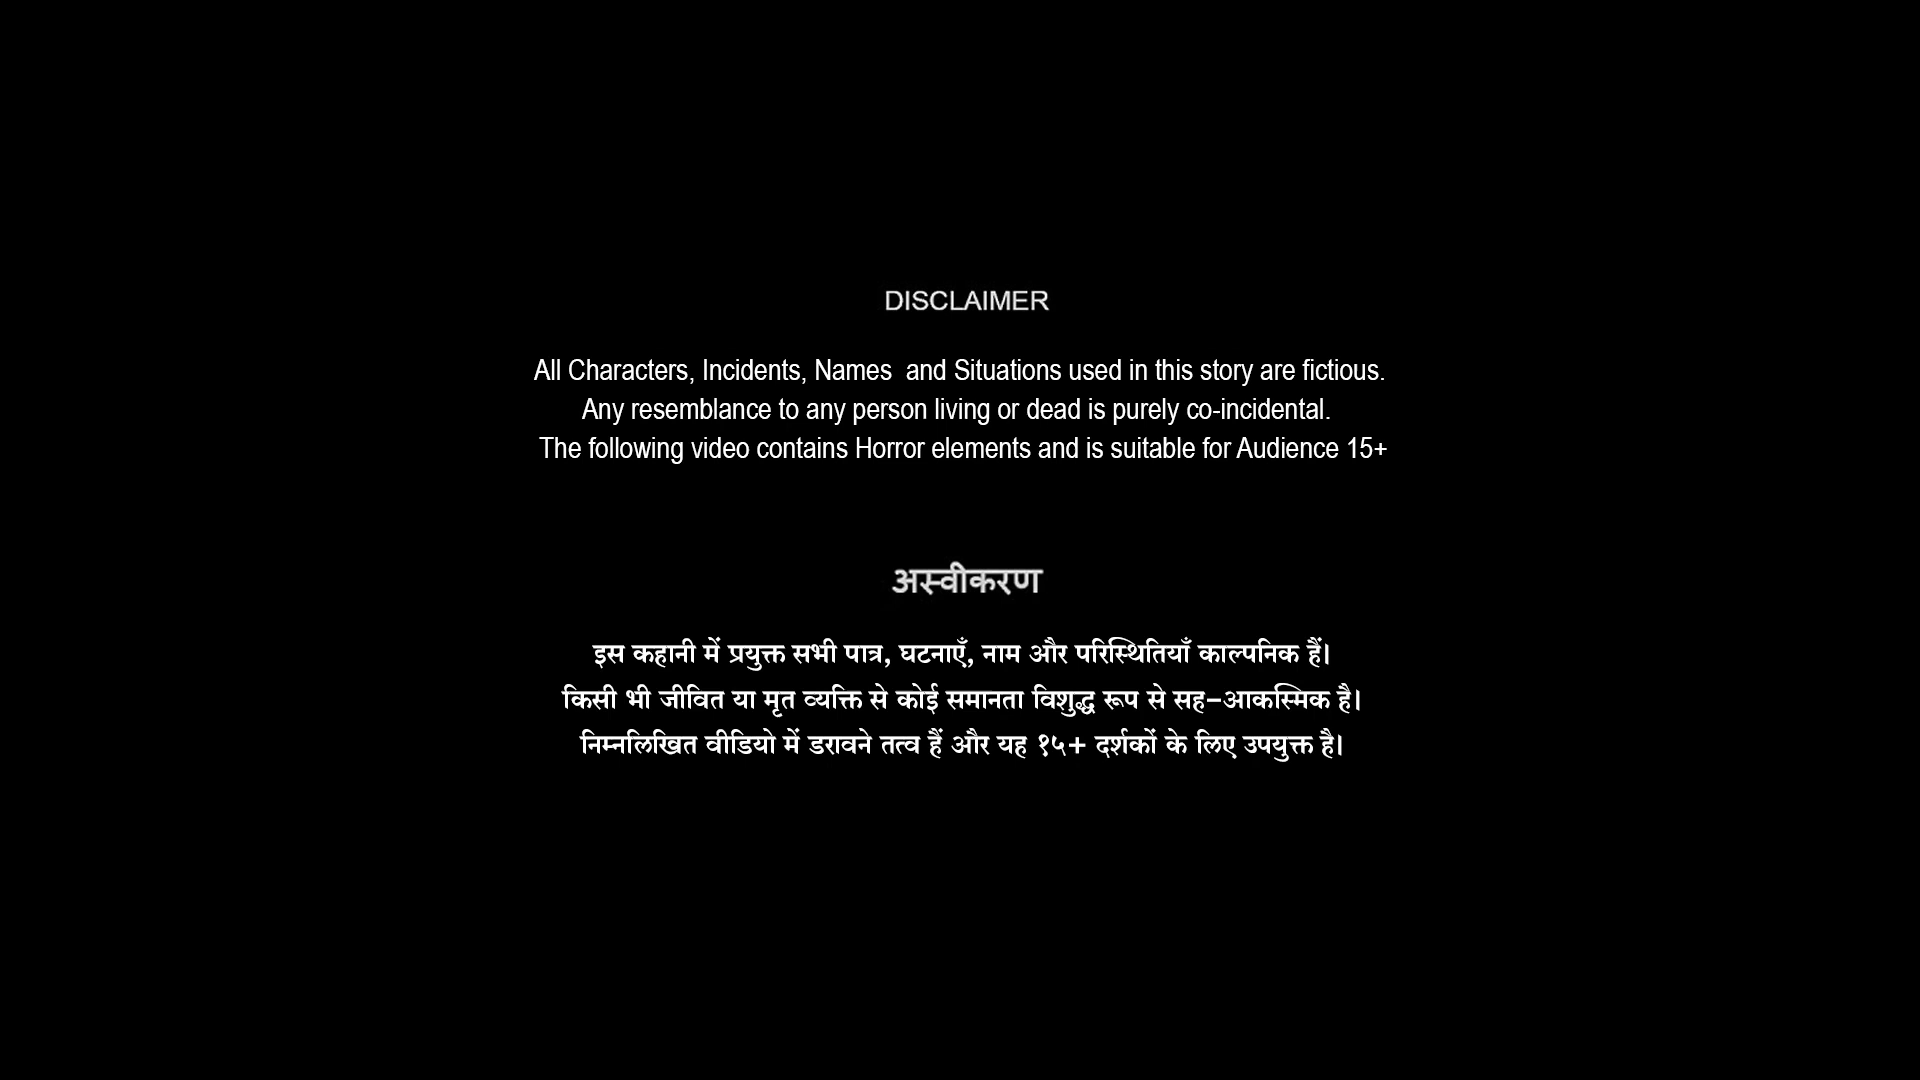 DISCLAIMER
All Characters, Incidents, Names  and Situations used in this story are fictious.
Any resemblance to any person living or dead is purely co-incidental.
The following video contains Horror elements and is suitable for Audience 15+
अस्वीकरण
इस कहानी में प्रयुक्त सभी पात्र, घटनाएँ, नाम और परिस्थितियाँ काल्पनिक हैं।
किसी भी जीवित या मृत व्यक्ति से कोई समानता विशुद्ध रूप से सह-आकस्मिक है।
निम्नलिखित वीडियो में डरावने तत्व हैं और यह १५+ दर्शकों के लिए उपयुक्त है।